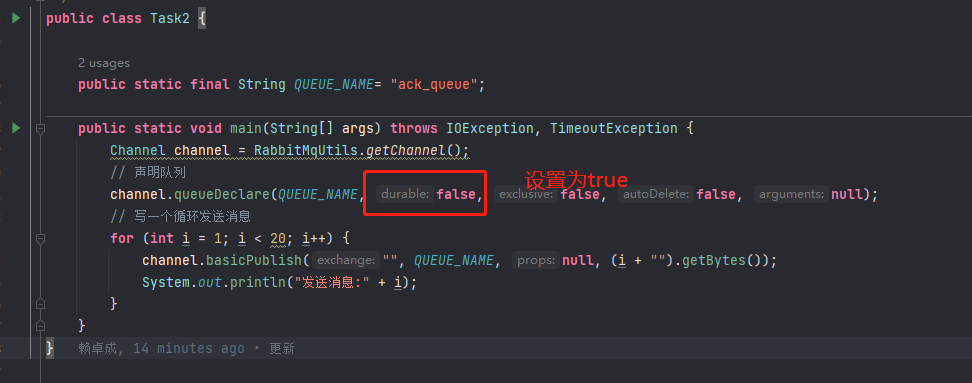 public class Task2 {
2 usages
public static final String QUEUE_NAME= "ack_queue";
public static void main(String[] args) throws IOException, TimeoutException {
Channel channel = RabbitMqUtils.getChannel();
// 声明队列
channel.queueDeclare(QUEUE_NAME, durable: false, exclusive: false, autoDelete: false, arguments: null);
设置为true
// 写一个循环发送消息
for (int i = 1; i < 20; i++) {
channel.basicPublish( exchange: "", QUEUE_NAME, props: null, (i + "").getBytes());
System.out.println("发送消息:" + i);
}
}
} 赖卓成, 14 minutes ago • 更新